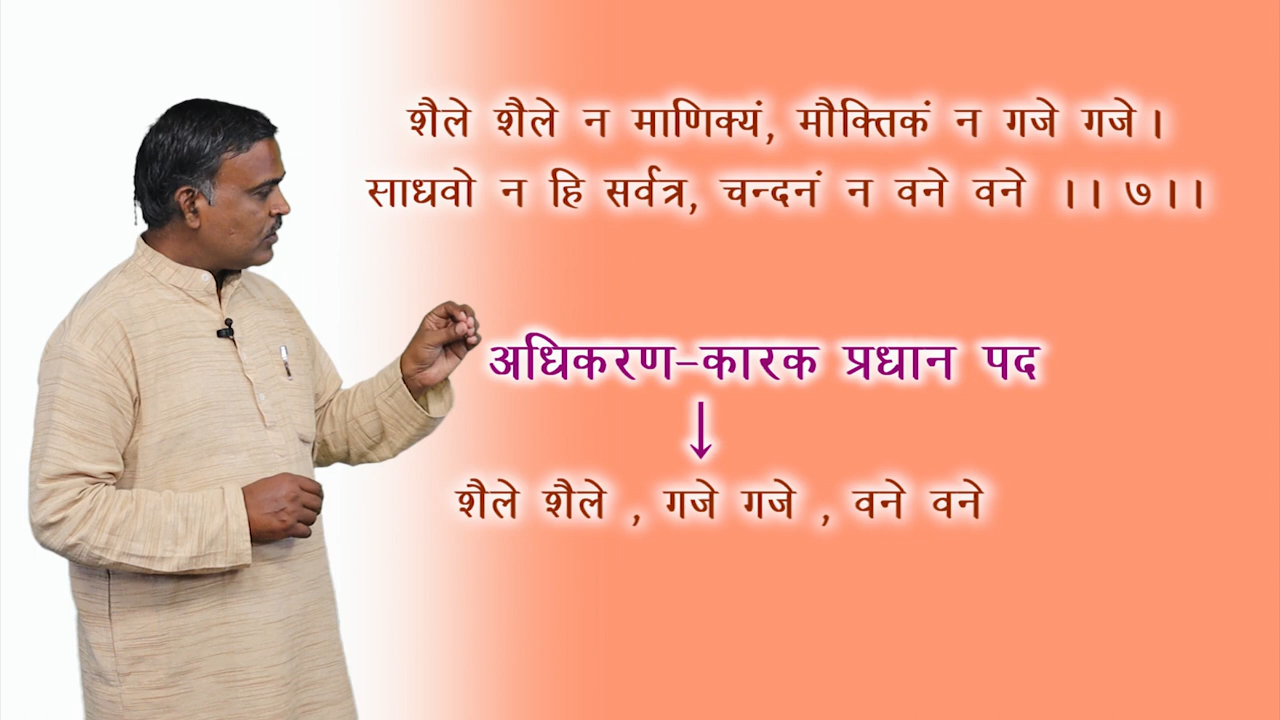 शैले शैले न माणिक्यं, मौक्तिकं न गजे गजे ।
साधवो न हि सर्वत्र, चन्दनं न वने वने ।। ७ ।।
अधिकरण-कारक प्रधान पद
↓
शैले शैले , गजे गजे , वने वने